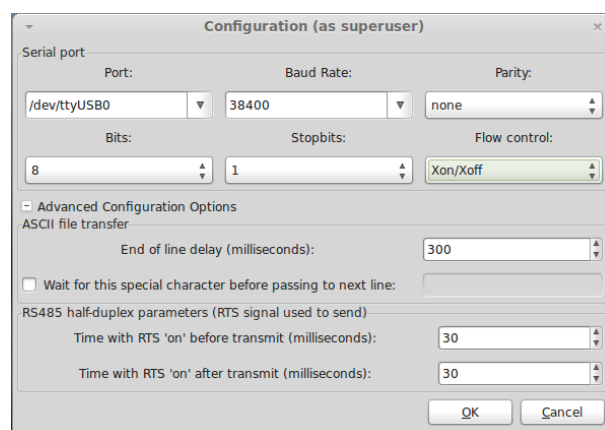 Configuration (as superuser)
Serial port
Port: Baud Rate: Parity:
/dev/ttyUSB0 38400 none
Bits: Stopbits: Flow control:
8 1 Xon/Xoff
Advanced Configuration Options
ASCII file transfer
End of line delay (milliseconds): 300
Wait for this special character before passing to next line:
RS485 half-duplex parameters (RTS signal used to send)
Time with RTS 'on' before transmit (milliseconds): 30
Time with RTS 'on' after transmit (milliseconds): 30
OK Cancel